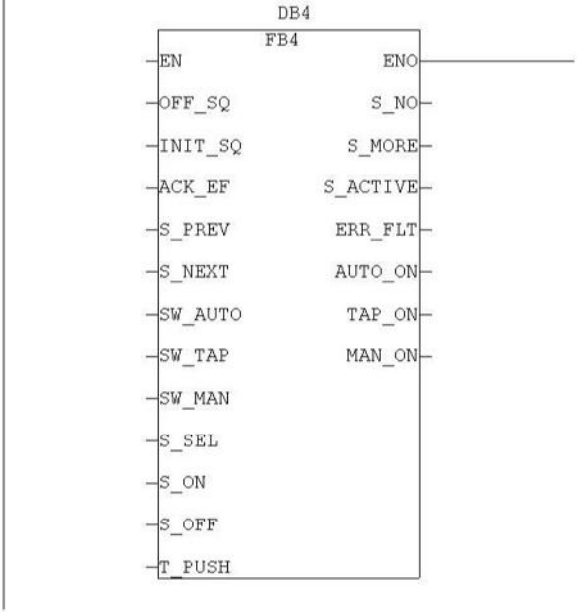 DB4
FB4
EN ENO
OFF_SQ S_NO
INIT_SQ S_MORE
ACK_EF S_ACTIVE
S_PREV ERR_FLT
S_NEXT AUTO_ON
SW_AUTO TAP_ON
SW_TAP MAN_ON
SW_MAN
S_SEL
S_ON
S_OFF
T_PUSH